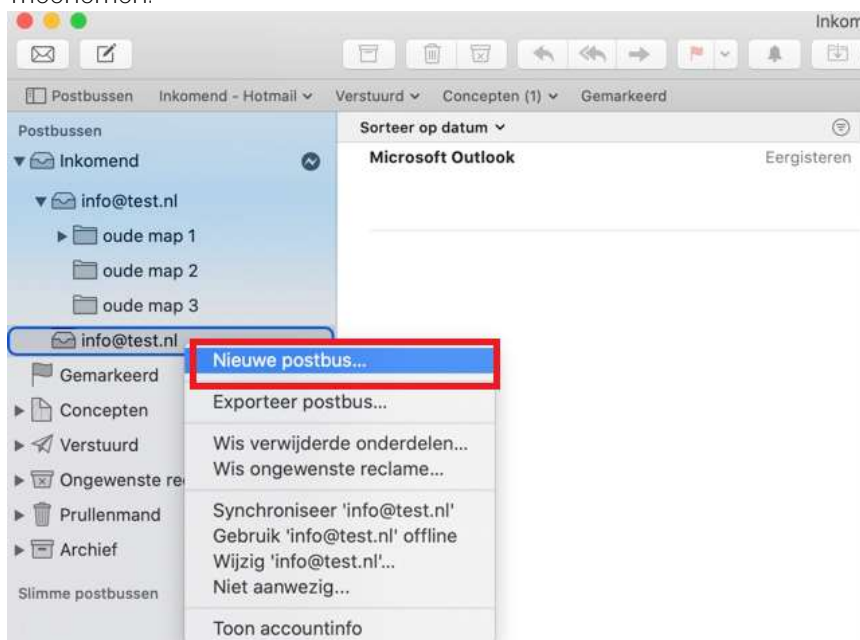 meenemen.
Inkom
Postbussen Inkomend - Hotmail Verstuurd Concepten (1) Gemarkeerd
Postbussen
Sorteer op datum
Inkomend
Microsoft Outlook Eergisteren
info@test.nl
oude map 1
oude map 2
oude map 3
info@test.nl
Nieuwe postbus...
Gemarkeerd
Exporteer postbus...
Concepten
Wis verwijderde onderdelen...
Verstuurd
Wis ongewenste reclame...
Ongewenste re
Synchroniseer 'info@test.nl'
Prullenmand
Gebruik 'info@test.nl' offline
Archief
Wijzig 'info@test.nl'...
Niet aanwezig...
Slimme postbussen
Toon accountinfo